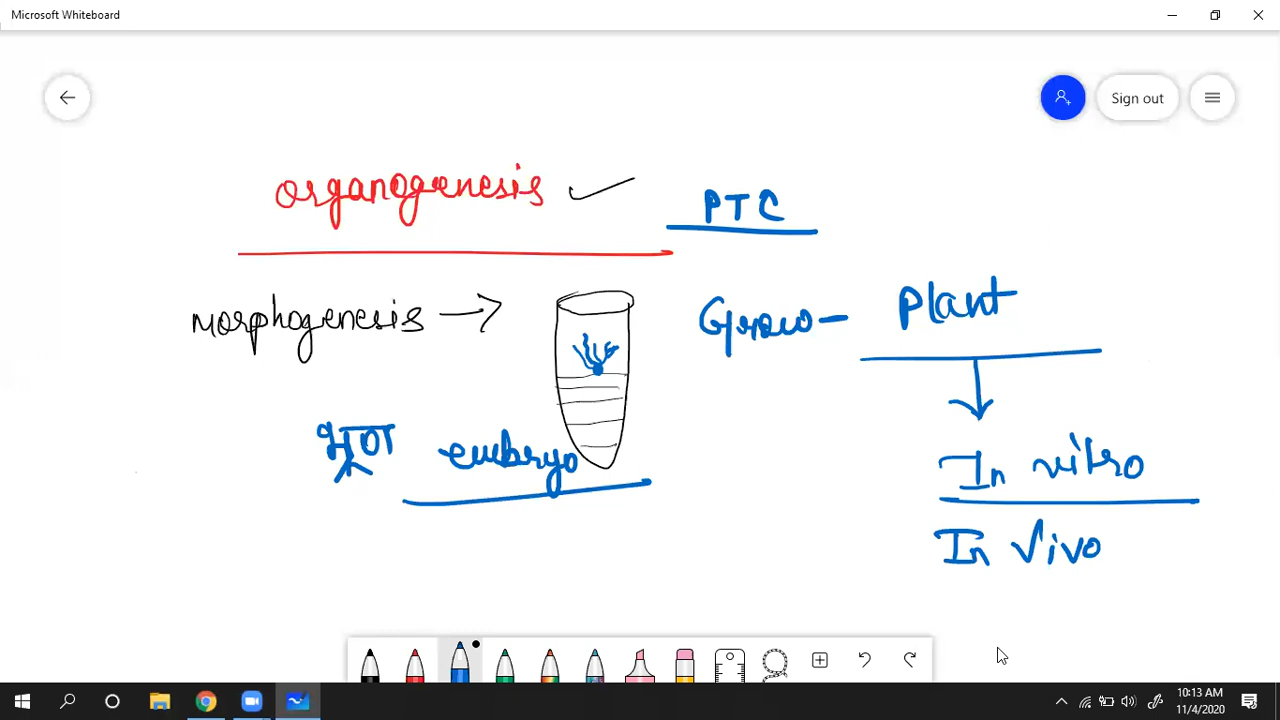 Microsoft Whiteboard
Sign out
organogenesis
PTC
morphogenesis →
Grow - Plant
भ्रूण embryo
In vitro
In vivo
10:13 AM
11/4/2020